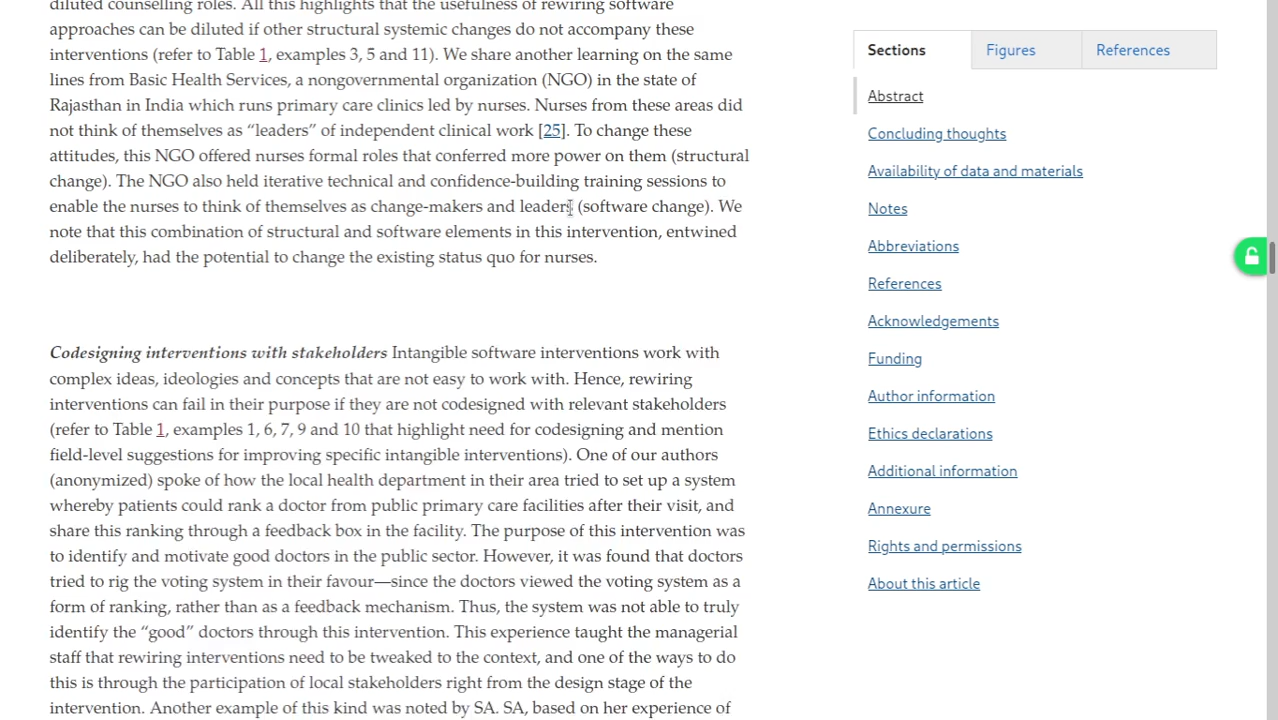 diluted counselling roles. All this highlights that the usefulness of rewiring software
approaches can be diluted if other structural systemic changes do not accompany these
interventions (refer to Table 1, examples 3, 5 and 11). We share another learning on the same
lines from Basic Health Services, a nongovernmental organization (NGO) in the state of
Rajasthan in India which runs primary care clinics led by nurses. Nurses from these areas did
not think of themselves as “leaders” of independent clinical work [25]. To change these
attitudes, this NGO offered nurses formal roles that conferred more power on them (structural
change). The NGO also held iterative technical and confidence-building training sessions to
enable the nurses to think of themselves as change-makers and leaders (software change). We
note that this combination of structural and software elements in this intervention, entwined
deliberately, had the potential to change the existing status quo for nurses.
Codesigning interventions with stakeholders Intangible software interventions work with
complex ideas, ideologies and concepts that are not easy to work with. Hence, rewiring
interventions can fail in their purpose if they are not codesigned with relevant stakeholders
(refer to Table 1, examples 1, 6, 7, 9 and 10 that highlight need for codesigning and mention
field-level suggestions for improving specific intangible interventions). One of our authors
(anonymized) spoke of how the local health department in their area tried to set up a system
whereby patients could rank a doctor from public primary care facilities after their visit, and
share this ranking through a feedback box in the facility. The purpose of this intervention was
to identify and motivate good doctors in the public sector. However, it was found that doctors
tried to rig the voting system in their favour—since the doctors viewed the voting system as a
form of ranking, rather than as a feedback mechanism. Thus, the system was not able to truly
identify the “good” doctors through this intervention. This experience taught the managerial
staff that rewiring interventions need to be tweaked to the context, and one of the ways to do
this is through the participation of local stakeholders right from the design stage of the
intervention. Another example of this kind was noted by SA. SA, based on her experience of
Sections
Figures
References
Abstract
Concluding thoughts
Availability of data and materials
Notes
Abbreviations
References
Acknowledgements
Funding
Author information
Ethics declarations
Additional information
Annexure
Rights and permissions
About this article